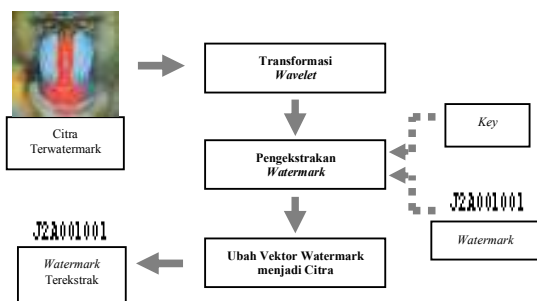 Transformasi
Wavelet
Citra
Terwatermark
Key
Pengekstrakan
Watermark
J2A001001
Watermark
J2A001001
Watermark
Terekstrak
Ubah Vektor Watermark
menjadi Citra